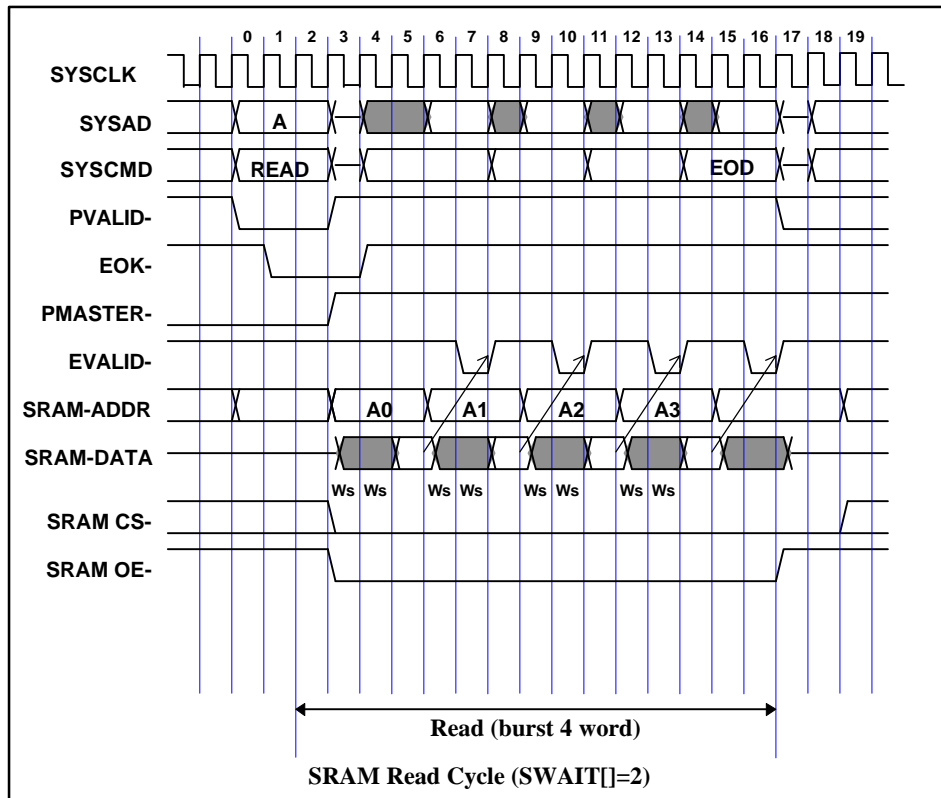 0 1 2 3 4 5 6 7 8 9 10 11 12 13 14 15 16 17 18 19
SYSCLK
SYSAD A
SYSCMD READ EOD
PVALID-
EOK-
PMASTER-
EVALID-
SRAM-ADDR A0 A1 A2 A3
SRAM-DATA
Ws Ws Ws Ws Ws Ws Ws Ws
SRAM CS-
SRAM OE-
Read (burst 4 word)
SRAM Read Cycle (SWAIT[]=2)